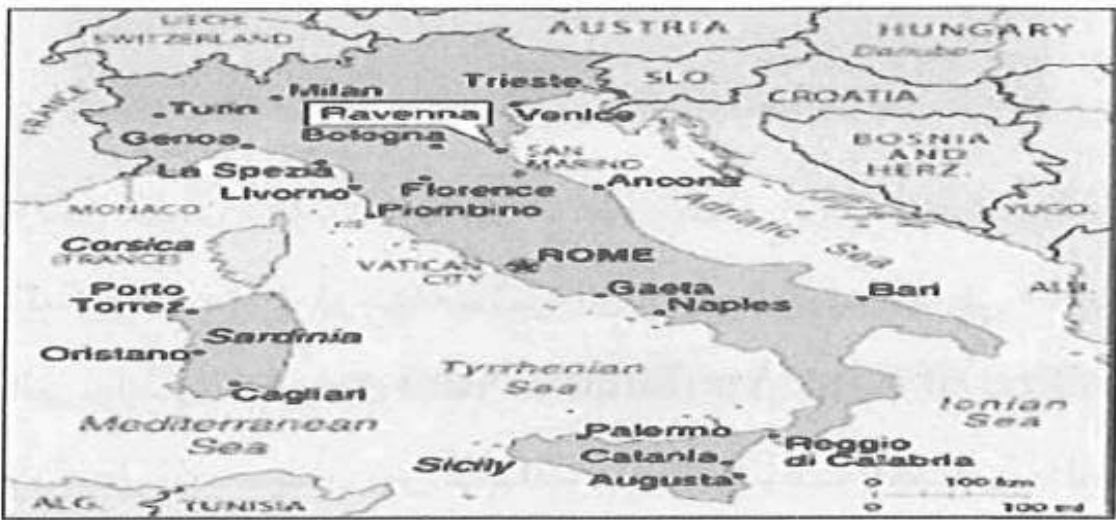 LIECH.
SWITZERLAND
AUSTRIA
HUNGARY
Danube
FRANCE
Milan
Turin
Trieste
SLO.
CROATIA
Ravenna
Venice
Genoa
Bologna
SAN
MARINO
BOSNIA
AND
HERZ.
La Spezia
Livorno
Florence
Ancona
Piombino
MONACO
Adriatic
Sea
YUGO.
Corsica
(FRANCE)
VATICAN
CITY
ROME
Porto
Torrez
Gaeta
Naples
Bari
ALB.
Sardinia
Oristano
Tyrrhenian
Sea
Cagliari
Mediterranean
Sea
Ionian
Sea
Palermo
Sicily
Catania
Augusta
Reggio
di Calabria
ALG.
TUNISIA
0 100 km
0 100 mi